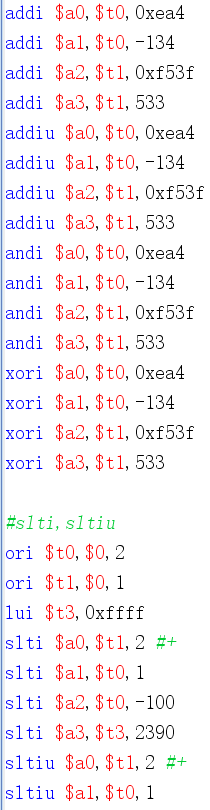 addi $a0,$t0,0xea4
addi $a1,$t0,-134
addi $a2,$t1,0xf53f
addi $a3,$t1,533
addiu $a0,$t0,0xea4
addiu $a1,$t0,-134
addiu $a2,$t1,0xf53f
addiu $a3,$t1,533
andi $a0,$t0,0xea4
andi $a1,$t0,-134
andi $a2,$t1,0xf53f
andi $a3,$t1,533
xori $a0,$t0,0xea4
xori $a1,$t0,-134
xori $a2,$t1,0xf53f
xori $a3,$t1,533
#slti,sltiu
ori $t0,$0,2
ori $t1,$0,1
lui $t3,0xffff
slti $a0,$t1,2 #+
slti $a1,$t0,1
slti $a2,$t0,-100
slti $a3,$t3,2390
sltiu $a0,$t1,2 #+
sltiu $a1,$t0,1